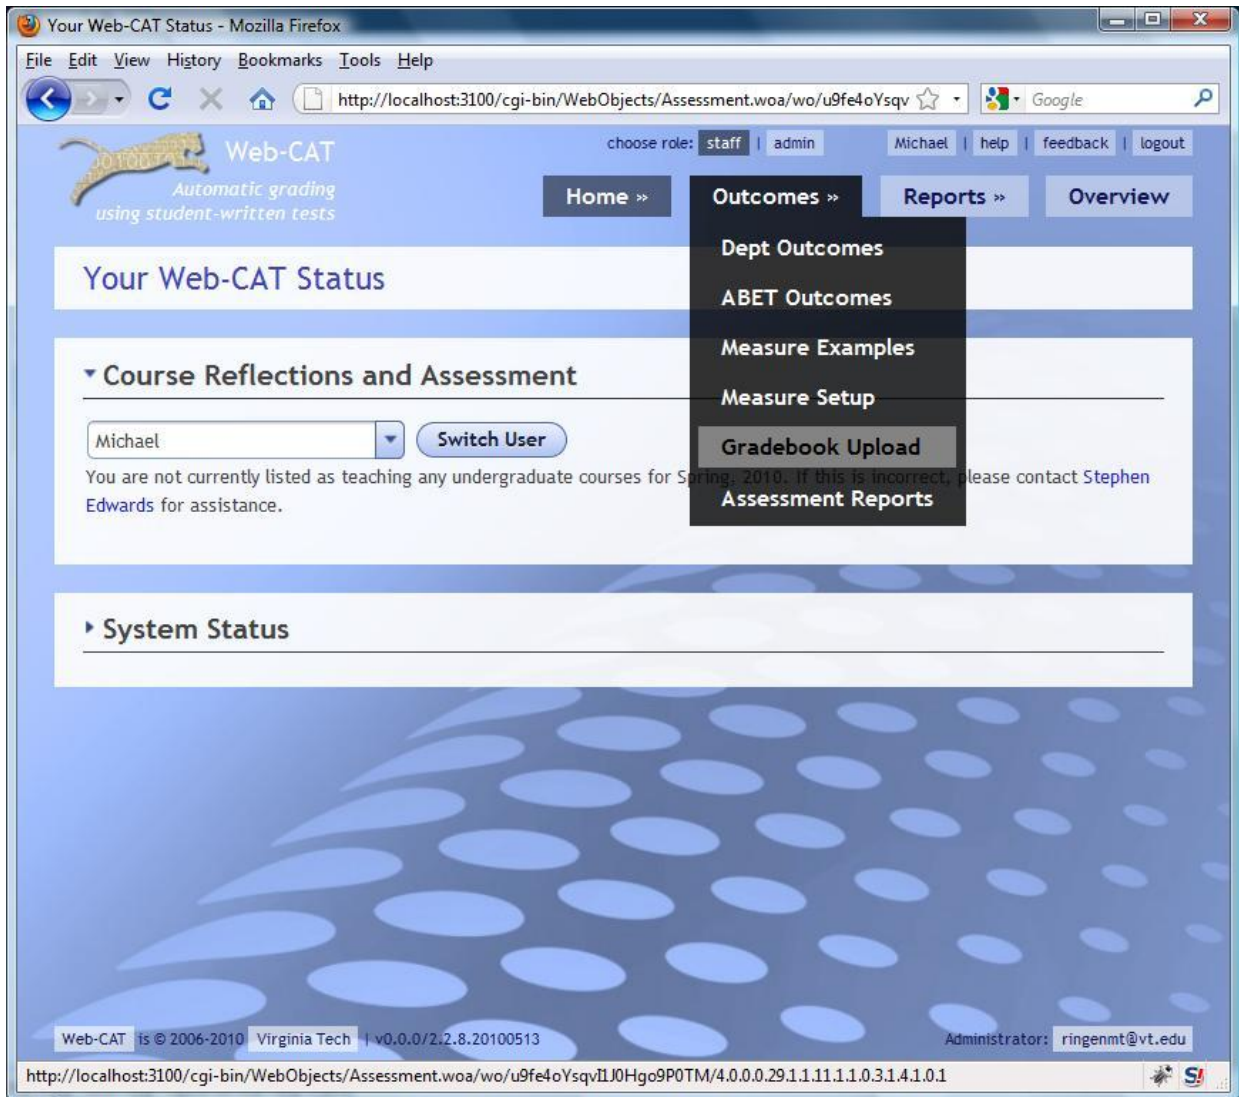 Your Web-CAT Status - Mozilla Firefox
File Edit View History Bookmarks Tools Help
http://localhost:3100/cgi-bin/WebObjects/Assessment.woa/wo/u9fe4oYsqv Google
Web-CAT
Automatic grading
using student-written tests
choose role: staff | admin Michael | help | feedback | logout
Home » Outcomes » Reports » Overview
Dept Outcomes
ABET Outcomes
Measure Examples
Measure Setup
Gradebook Upload
Assessment Reports
Your Web-CAT Status
Course Reflections and Assessment
Michael Switch User
You are not currently listed as teaching any undergraduate courses for Spring, 2010. If this is incorrect, please contact Stephen
Edwards for assistance.
System Status
Web-CAT is © 2006-2010 Virginia Tech | v0.0.0/2.2.8.20100513 Administrator: ringenmt@vt.edu
http://localhost:3100/cgi-bin/WebObjects/Assessment.woa/wo/u9fe4oYsqvI1J0Hgo9P0TM/4.0.0.0.29.1.1.11.1.1.0.3.1.4.1.0.1